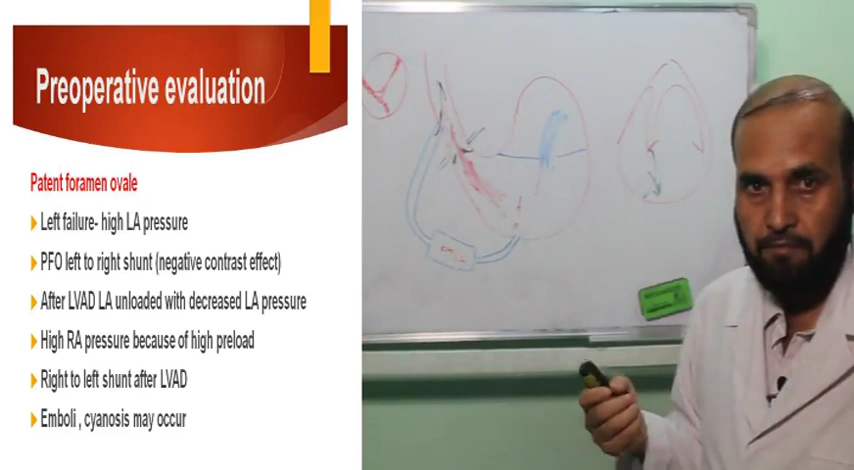 Preoperative evaluation
Patent foramen ovale
Left failure- high LA pressure
PFO left to right shunt (negative contrast effect)
After LVAD LA unloaded with decreased LA pressure
High RA pressure because of high preload
Right to left shunt after LVAD
Emboli , cyanosis may occur